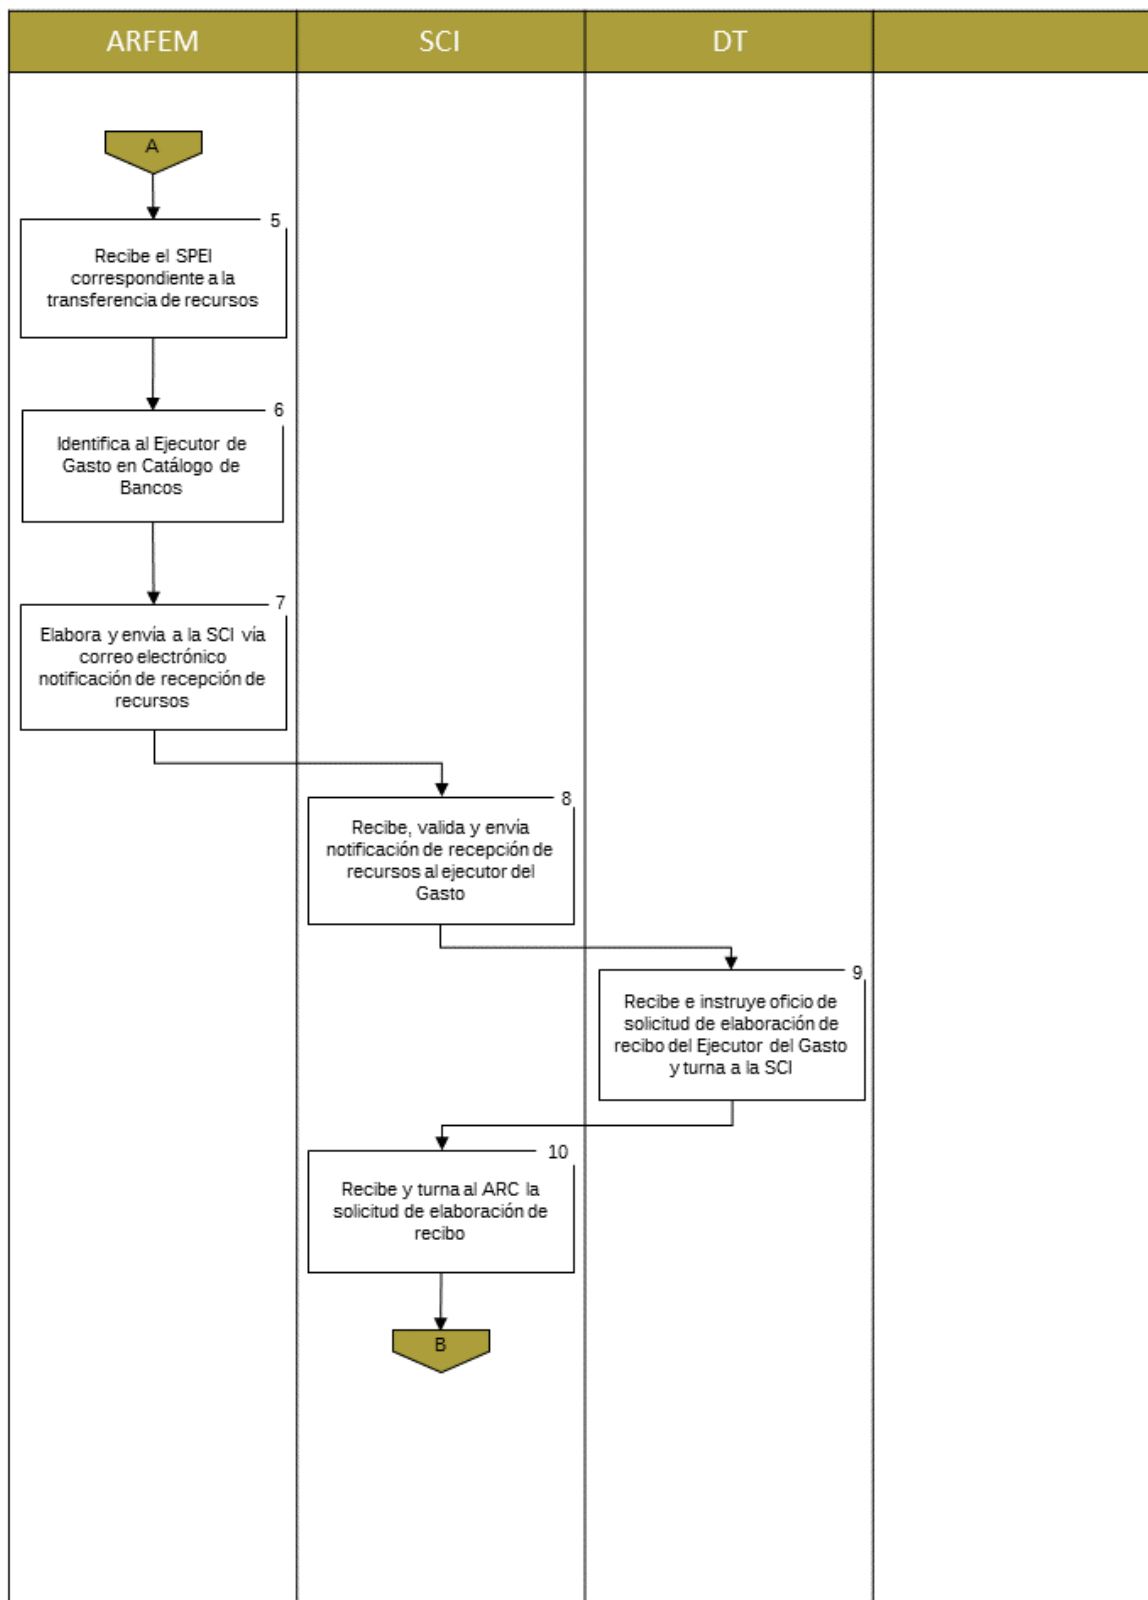 ARFEM
SCI
DT
A
5
Recibe el SPEI
correspondiente a la
transferencia de recursos
6
Identifica al Ejecutor de
Gasto en Catálogo de
Bancos
7
Elabora y envía a la SCI vía
correo electrónico
notificación de recepción de
recursos
8
Recibe, valida y envía
notificación de recepción de
recursos al ejecutor del
Gasto
9
Recibe e instruye oficio de
solicitud de elaboración de
recibo del Ejecutor del Gasto
y turna a la SCI
10
Recibe y turna al ARC la
solicitud de elaboración de
recibo
B